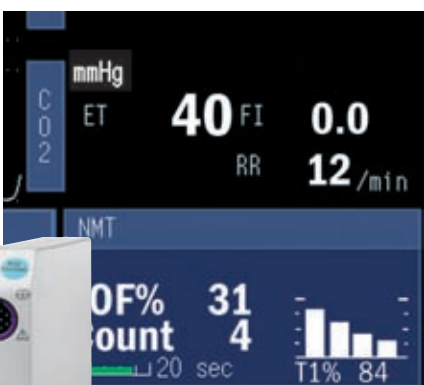 mmHg
CO2
ET 40 FI 0.0
RR 12 /min
NMT
OF% 31
ount 4
20 sec
T1% 84